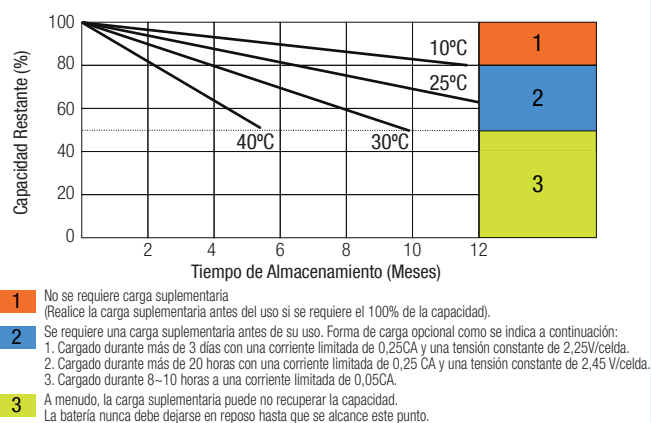 Capacidad Restante (%)
100
80
60
40
20
0
10ºC
25ºC
30ºC
40ºC
1
2
3
2
4
6
8
10
12
Tiempo de Almacenamiento (Meses)
1
No se requiere carga suplementaria
(Realice la carga suplementaria antes del uso si se requiere el 100% de la capacidad).
2
Se requiere una carga suplementaria antes de su uso. Forma de carga opcional como se indica a continuación:
1. Cargado durante más de 3 días con una corriente limitada de 0,25CA y una tensión constante de 2,25V/celda.
2. Cargado durante más de 20 horas con una corriente limitada de 0,25 CA y una tensión constante de 2,45 V/celda.
3. Cargado durante 8~10 horas a una corriente limitada de 0,05CA.
3
A menudo, la carga suplementaria puede no recuperar la capacidad.
La batería nunca debe dejarse en reposo hasta que se alcance este punto.